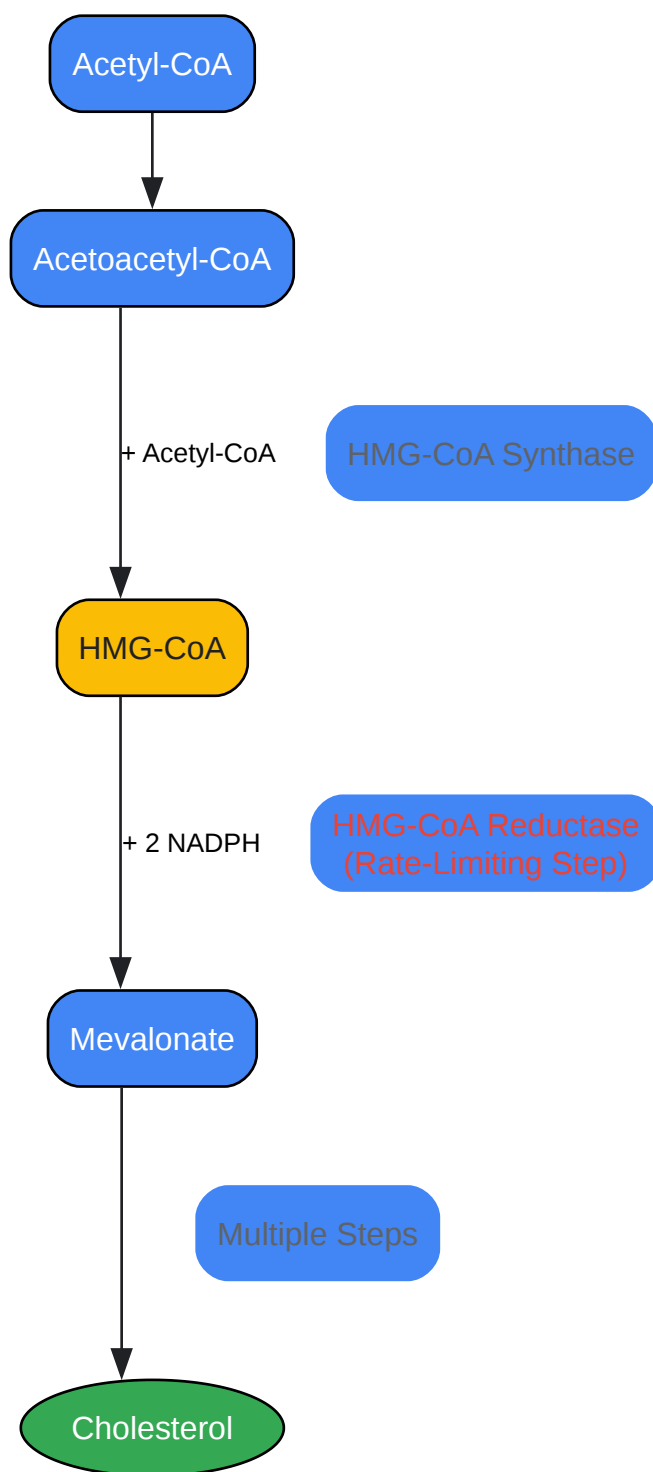 Acetyl-CoA
Acetoacetyl-CoA
+ Acetyl-CoA
HMG-CoA Synthase
HMG-CoA
+ 2 NADPH
HMG-CoA Reductase
(Rate-Limiting Step)
Mevalonate
Multiple Steps
Cholesterol